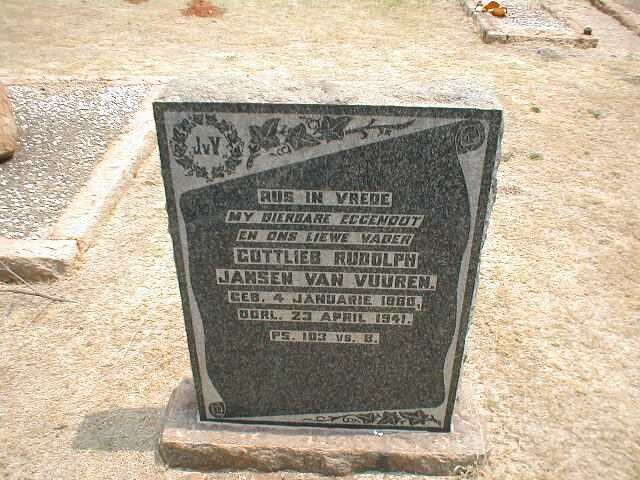 JvV
RUS IN VREDE
MY DIERBARE EGGENOOT
EN ONS LIEWE VADER
GOTTLIEB RUDOLPH
JANSEN VAN VUUREN.
GEB. 4 JANUARIE 1860,
OORL. 23 APRIL 1941.
PS. 103 vs. 8.